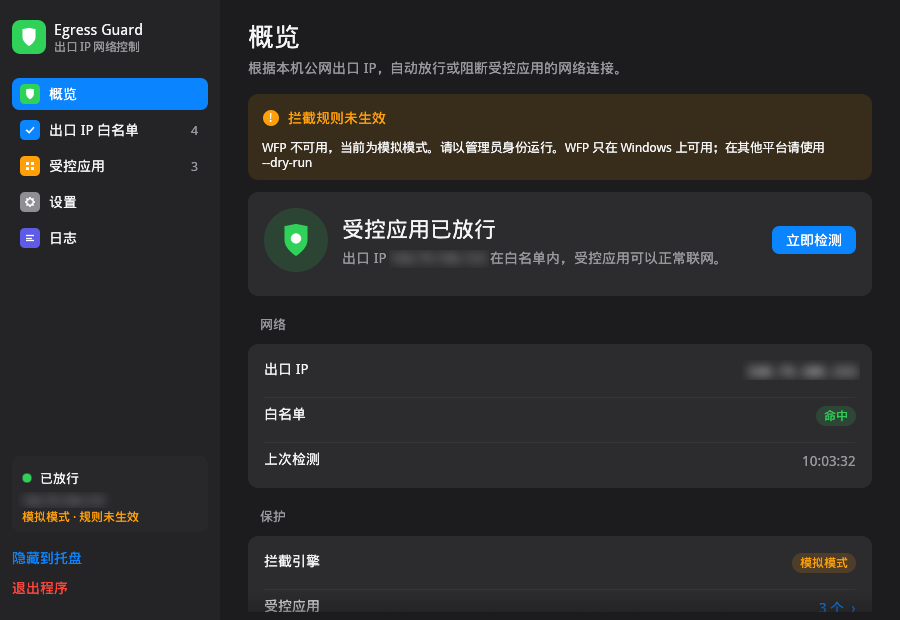 Egress Guard
出口 IP 网络控制
概览
出口 IP 白名单 4
受控应用 3
设置
日志
已放行
模拟模式 · 规则未生效
隐藏到托盘
退出程序
概览
根据本机公网出口 IP，自动放行或阻断受控应用的网络连接。
拦截规则未生效
WFP 不可用，当前为模拟模式。请以管理员身份运行。WFP 只在 Windows 上可用；在其他平台请使用
--dry-run
受控应用已放行
出口 IP 在白名单内，受控应用可以正常联网。
立即检测
网络
出口 IP
白名单 命中
上次检测 10:03:32
保护
拦截引擎 模拟模式
受控应用 3 个 ›